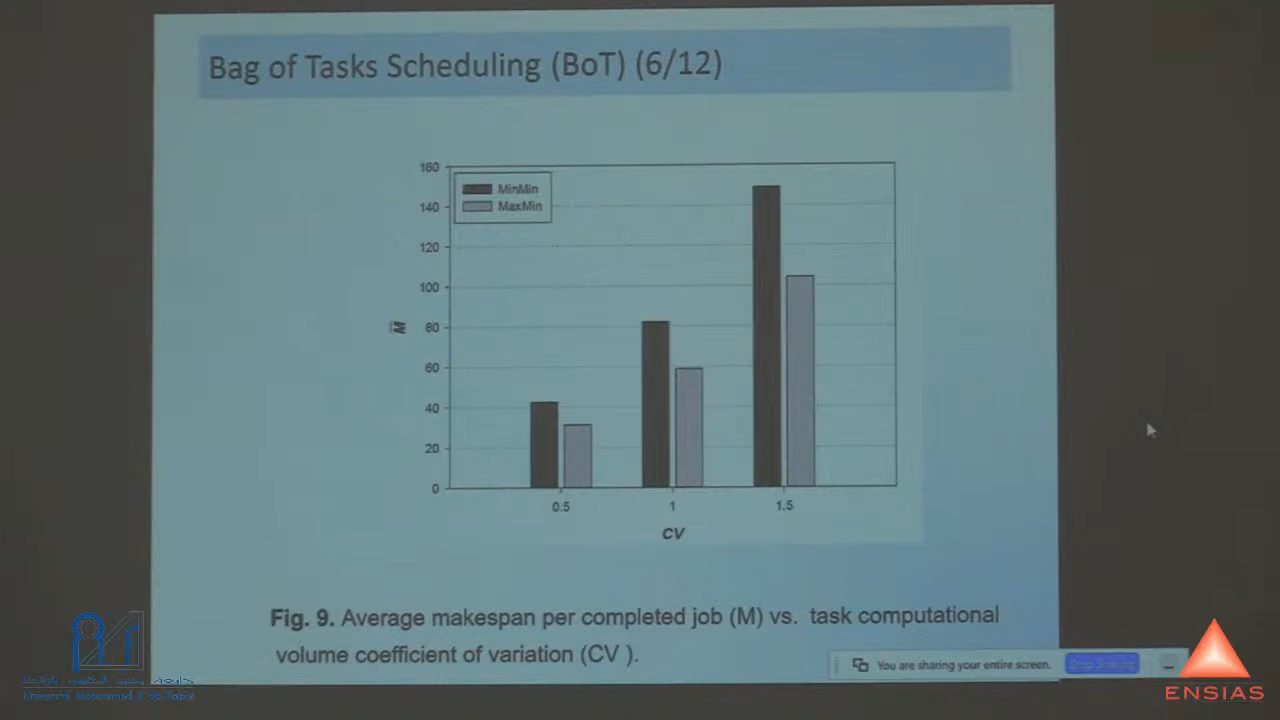 Bag of Tasks Scheduling (BoT) (6/12)
160
140
120
100
80
60
40
20
0
MinMin
MaxMin
M
0.5
1
1.5
CV
Fig. 9. Average makespan per completed job (M) vs. task computational
volume coefficient of variation (CV ).
You are sharing your entire screen.
Stop Sharing
ENSIAS